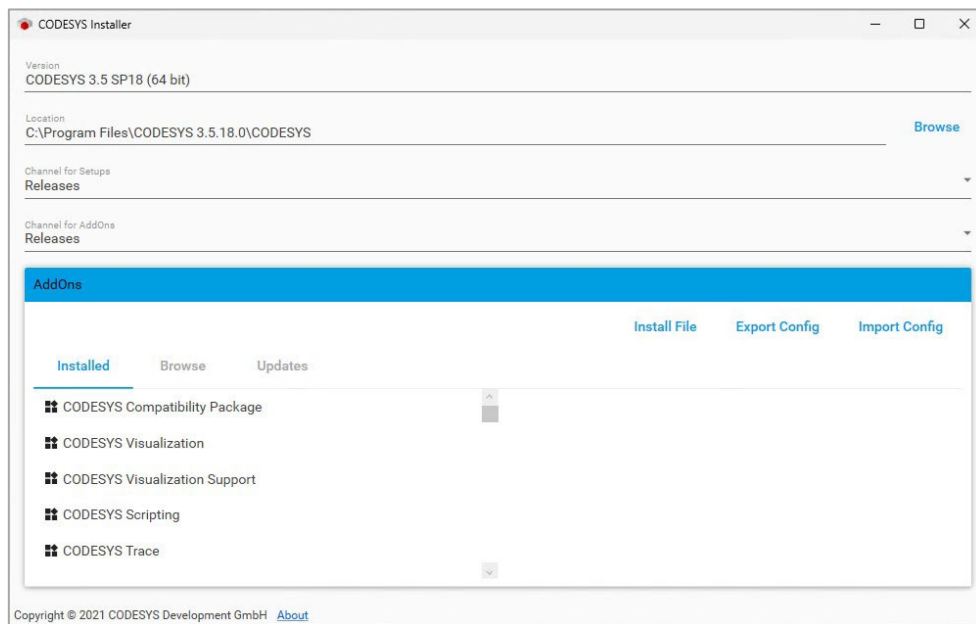 CODESYS Installer
Version
CODESYS 3.5 SP18 (64 bit)
Location
C:\Program Files\CODESYS 3.5.18.0\CODESYS
Browse
Channel for Setups
Releases
Channel for AddOns
Releases
AddOns
Install File Export Config Import Config
Installed Browse Updates
CODESYS Compatibility Package
CODESYS Visualization
CODESYS Visualization Support
CODESYS Scripting
CODESYS Trace
Copyright © 2021 CODESYS Development GmbH About